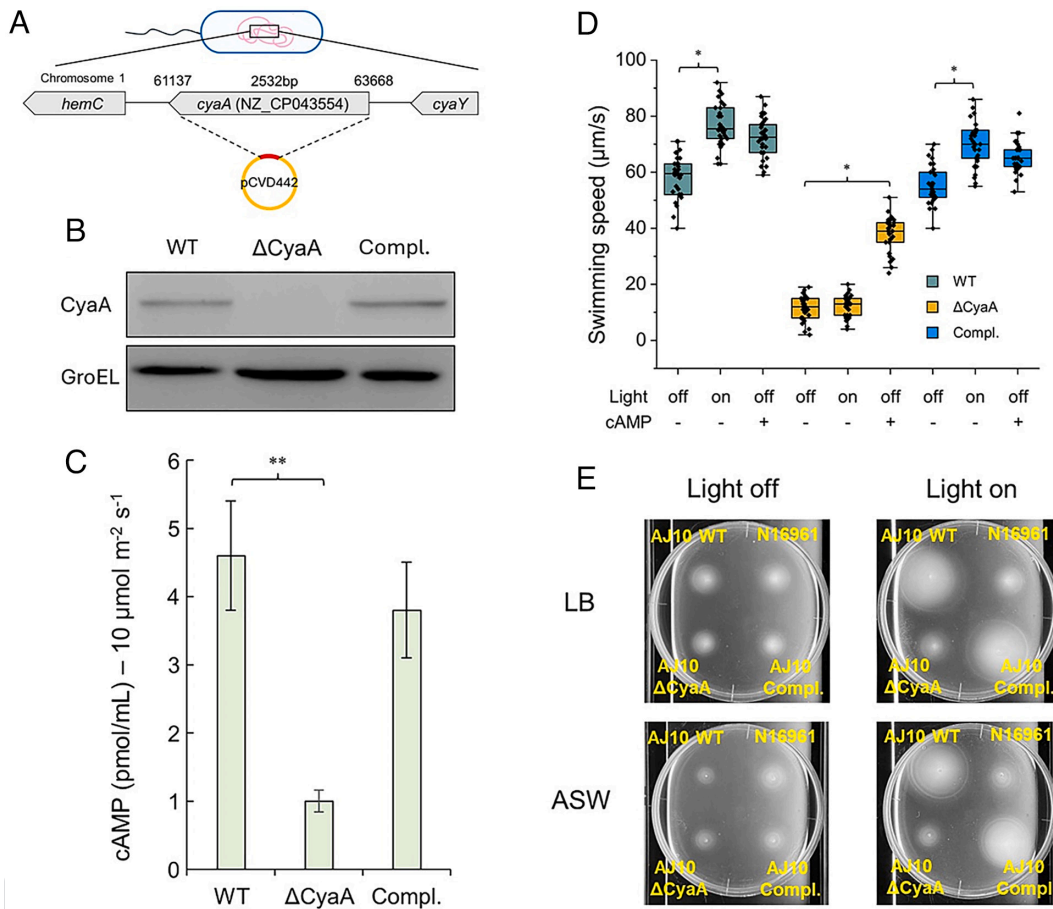 A
Chromosome 1
61137
2532bp
63668
hemC
cyaA (NZ_CP043554)
cyaY
pCVD442
B
WT
ΔCyaA
Compl.
CyaA
GroEL
C
cAMP (pmol/mL) – 10 µmol m⁻² s⁻¹
6
5
4
3
2
1
0
**
WT
ΔCyaA
Compl.
D
Swimming speed (µm/s)
100
80
60
40
20
0
*
*
*
WT
ΔCyaA
Compl.
Light off on off off on off off on off
cAMP - - + - - + - - +
E
Light off
Light on
LB
AJ10 WT N16961
AJ10 ΔCyaA
AJ10 Compl.
AJ10 WT N16961
AJ10 ΔCyaA
AJ10 Compl.
ASW
AJ10 WT N16961
AJ10 ΔCyaA
AJ10 Compl.
AJ10 WT N16961
AJ10 ΔCyaA
AJ10 Compl.